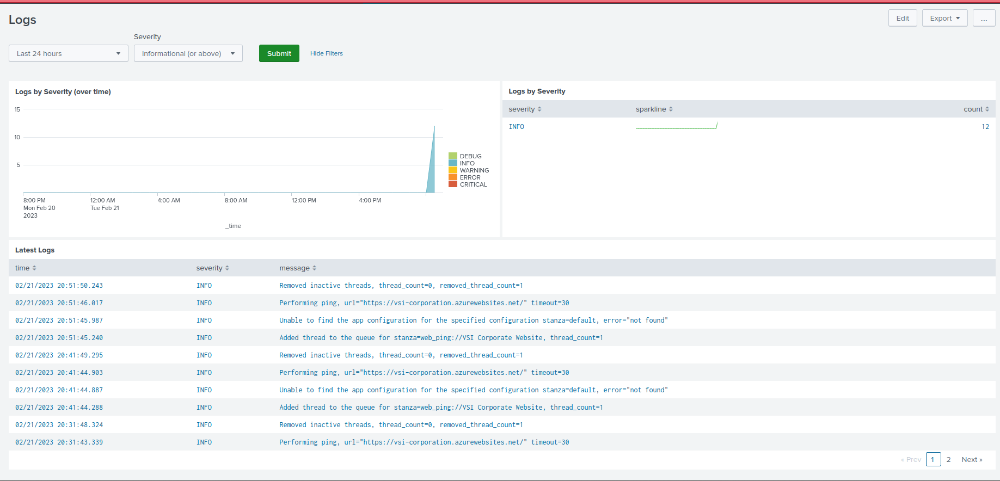 Logs
Edit
Export
...
Severity
Last 24 hours
Informational (or above)
Submit
Hide Filters
Logs by Severity (over time)
15
10
5
8:00 PM
Mon Feb 20
2023
12:00 AM
Tue Feb 21
4:00 AM
8:00 AM
12:00 PM
4:00 PM
_time
DEBUG
INFO
WARNING
ERROR
CRITICAL
Logs by Severity
severity sparkline count
INFO 12
Latest Logs
time severity message
02/21/2023 20:51:50.243 INFO Removed inactive threads, thread_count=0, removed_thread_count=1
02/21/2023 20:51:46.017 INFO Performing ping, url="https://vsi-corporation.azurewebsites.net/" timeout=30
02/21/2023 20:51:45.987 INFO Unable to find the app configuration for the specified configuration stanza=default, error="not found"
02/21/2023 20:51:45.240 INFO Added thread to the queue for stanza=web_ping://VSI Corporate Website, thread_count=1
02/21/2023 20:41:49.295 INFO Removed inactive threads, thread_count=0, removed_thread_count=1
02/21/2023 20:41:44.903 INFO Performing ping, url="https://vsi-corporation.azurewebsites.net/" timeout=30
02/21/2023 20:41:44.887 INFO Unable to find the app configuration for the specified configuration stanza=default, error="not found"
02/21/2023 20:41:44.288 INFO Added thread to the queue for stanza=web_ping://VSI Corporate Website, thread_count=1
02/21/2023 20:31:48.324 INFO Removed inactive threads, thread_count=0, removed_thread_count=1
02/21/2023 20:31:43.339 INFO Performing ping, url="https://vsi-corporation.azurewebsites.net/" timeout=30
« Prev 1 2 Next »